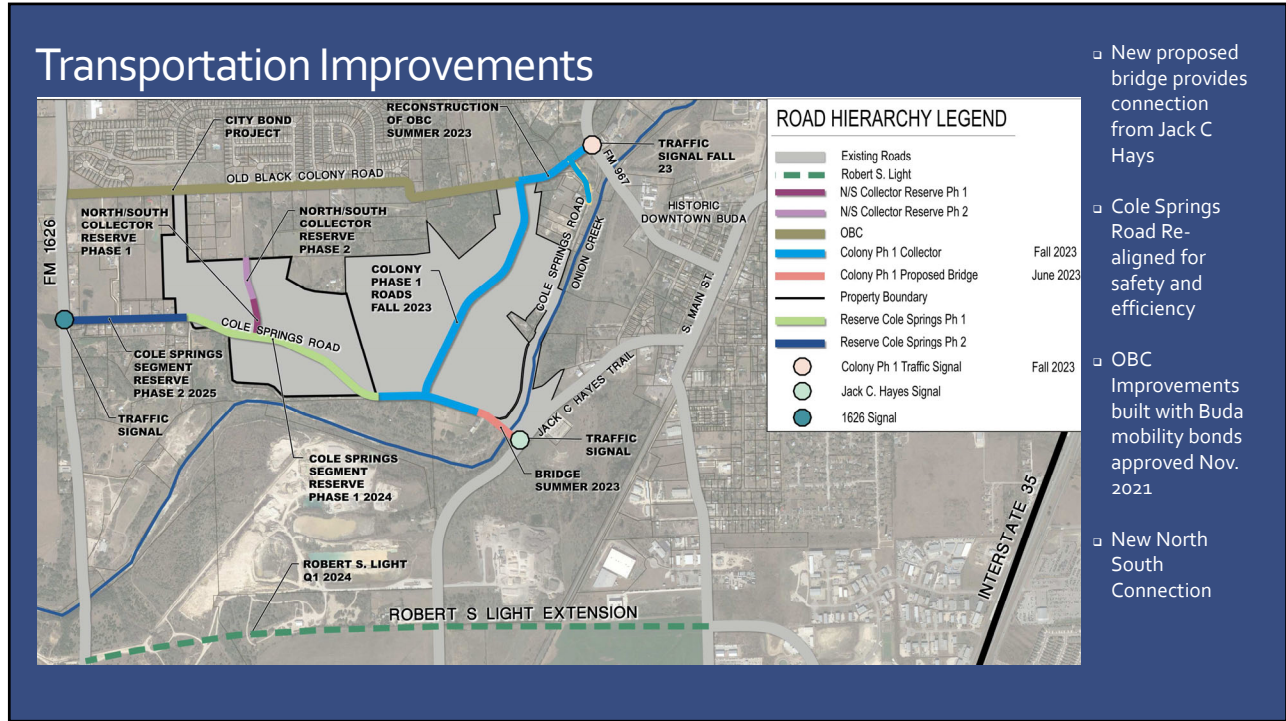 Transportation Improvements
CITY BOND
PROJECT
RECONSTRUCTION
OF OBC
SUMMER 2023
TRAFFIC
SIGNAL FALL
23
FM 967
OLD BLACK COLONY ROAD
HISTORIC
DOWNTOWN BUDA
FM 1626
NORTH/SOUTH
COLLECTOR
RESERVE
PHASE 1
NORTH/SOUTH
COLLECTOR
RESERVE
PHASE 2
COLONY
PHASE 1
ROADS
FALL 2023
COLE SPRINGS ROAD
ONION CREEK
S. MAIN ST.
COLE SPRINGS ROAD
COLE SPRINGS
SEGMENT
RESERVE
PHASE 2 2025
TRAFFIC
SIGNAL
JACK C HAYES TRAIL
TRAFFIC
SIGNAL
BRIDGE
SUMMER 2023
COLE SPRINGS
SEGMENT
RESERVE
PHASE 1 2024
ROBERT S. LIGHT
Q1 2024
ROBERT S LIGHT EXTENSION
INTERSTATE 35
ROAD HIERARCHY LEGEND
Existing Roads
Robert S. Light
N/S Collector Reserve Ph 1
N/S Collector Reserve Ph 2
OBC
Colony Ph 1 Collector Fall 2023
Colony Ph 1 Proposed Bridge June 2023
Property Boundary
Reserve Cole Springs Ph 1
Reserve Cole Springs Ph 2
Colony Ph 1 Traffic Signal Fall 2023
Jack C. Hayes Signal
1626 Signal
▫ New proposed
bridge provides
connection
from Jack C
Hays
▫ Cole Springs
Road Re-
aligned for
safety and
efficiency
▫ OBC
Improvements
built with Buda
mobility bonds
approved Nov.
2021
▫ New North
South
Connection